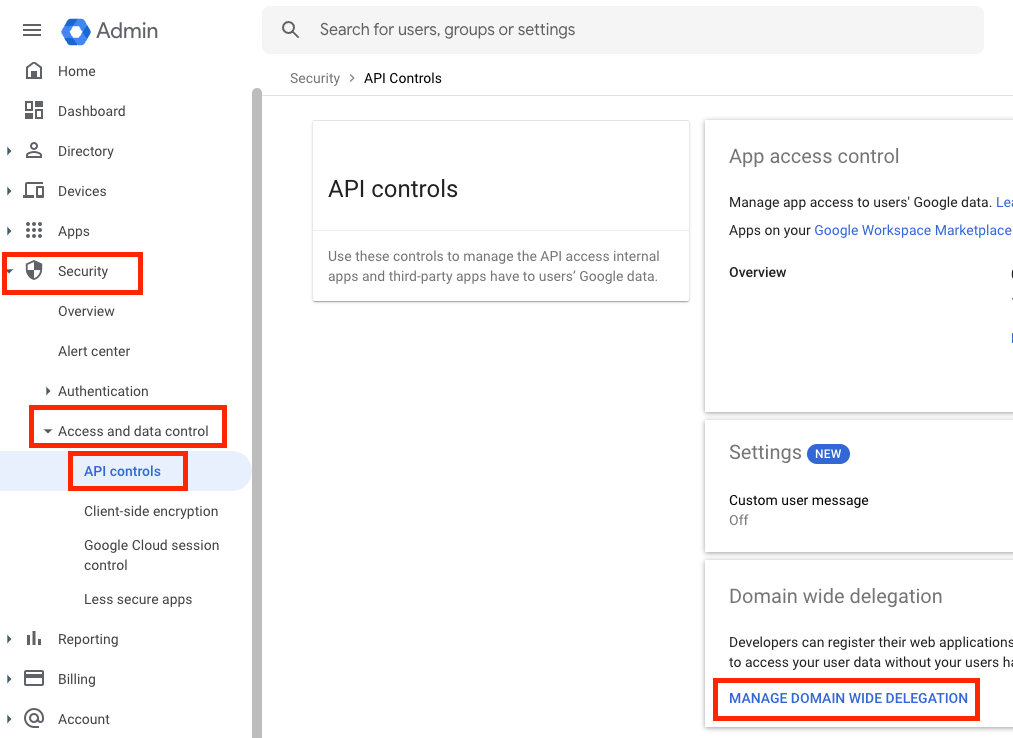 Admin
Search for users, groups or settings
Home
Dashboard
Directory
Devices
Apps
Security
Overview
Alert center
Authentication
Access and data control
API controls
Client-side encryption
Google Cloud session
control
Less secure apps
Reporting
Billing
Account
Security > API Controls
API controls
Use these controls to manage the API access internal
apps and third-party apps have to users' Google data.
App access control
Manage app access to users' Google data.
Apps on your Google Workspace Marketplace
Overview
Settings NEW
Custom user message
Off
Domain wide delegation
Developers can register their web applications
to access your user data without your users
MANAGE DOMAIN WIDE DELEGATION